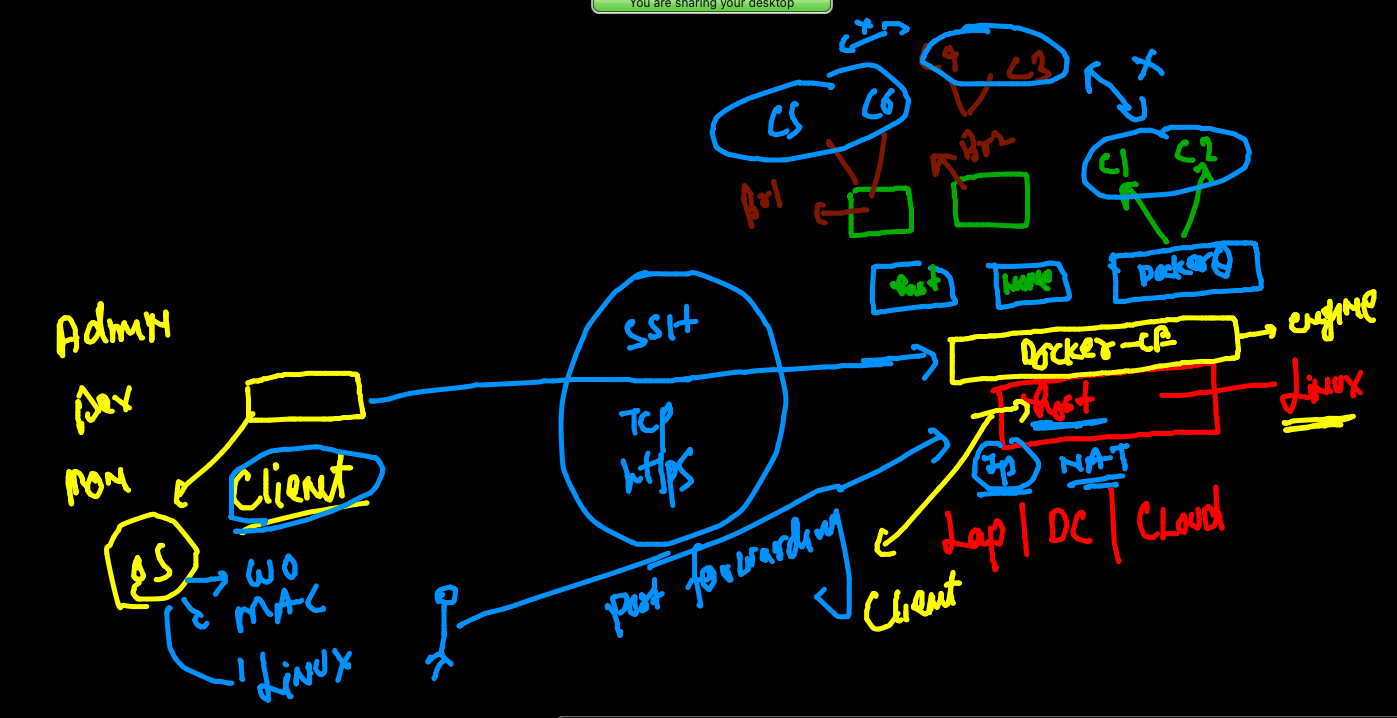 You are sharing your desktop
C5 C6
C4 C3
C1 C2
Br1
Br2
Host
None
Docker0
SSH
TCP
https
Docker-CE
engine
Host
Linux
IP
NAT
Lap | DC | Cloud
Admin
Dev
Client
OS
MAC
Linux
port forwarding
Client